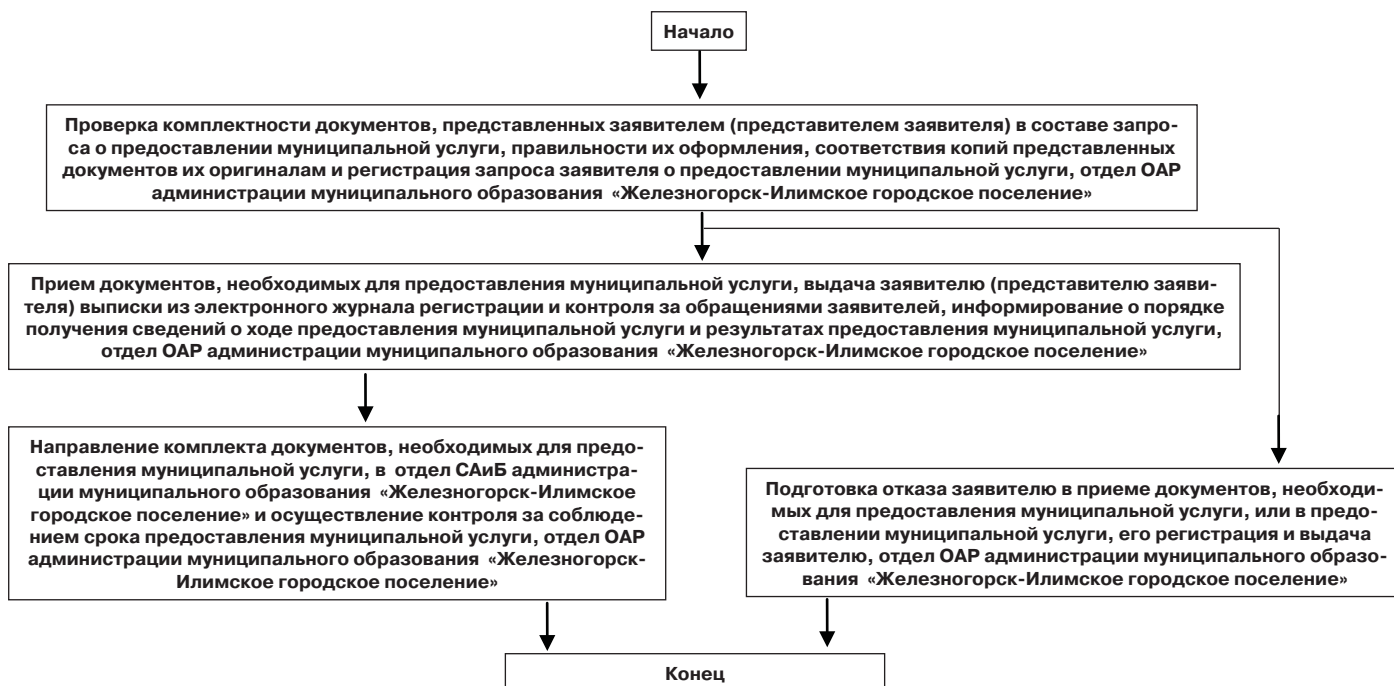 Начало
Проверка комплектности документов, представленных заявителем (представителем заявителя) в составе запро-
са о предоставлении муниципальной услуги, правильности их оформления, соответствия копий представленных
документов их оригиналам и регистрация запроса заявителя о предоставлении муниципальной услуги, отдел ОАР
администрации муниципального образования «Железногорск-Илимское городское поселение»
Прием документов, необходимых для предоставления муниципальной услуги, выдача заявителю (представителю заяви-
теля) выписки из электронного журнала регистрации и контроля за обращениями заявителей, информирование о порядке
получения сведений о ходе предоставления муниципальной услуги и результатах предоставления муниципальной услуги,
отдел ОАР администрации муниципального образования «Железногорск-Илимское городское поселение»
Направление комплекта документов, необходимых для предо-
ставления муниципальной услуги, в отдел САиБ администра-
ции муниципального образования «Железногорск-Илимское
городское поселение» и осуществление контроля за соблюде-
нием срока предоставления муниципальной услуги, отдел ОАР
администрации муниципального образования «Железногорск-
Илимское городское поселение»
Подготовка отказа заявителю в приеме документов, необходи-
мых для предоставления муниципальной услуги, или в предо-
ставлении муниципальной услуги, его регистрация и выдача
заявителю, отдел ОАР администрации муниципального образо-
вания «Железногорск-Илимское городское поселение»
Конец